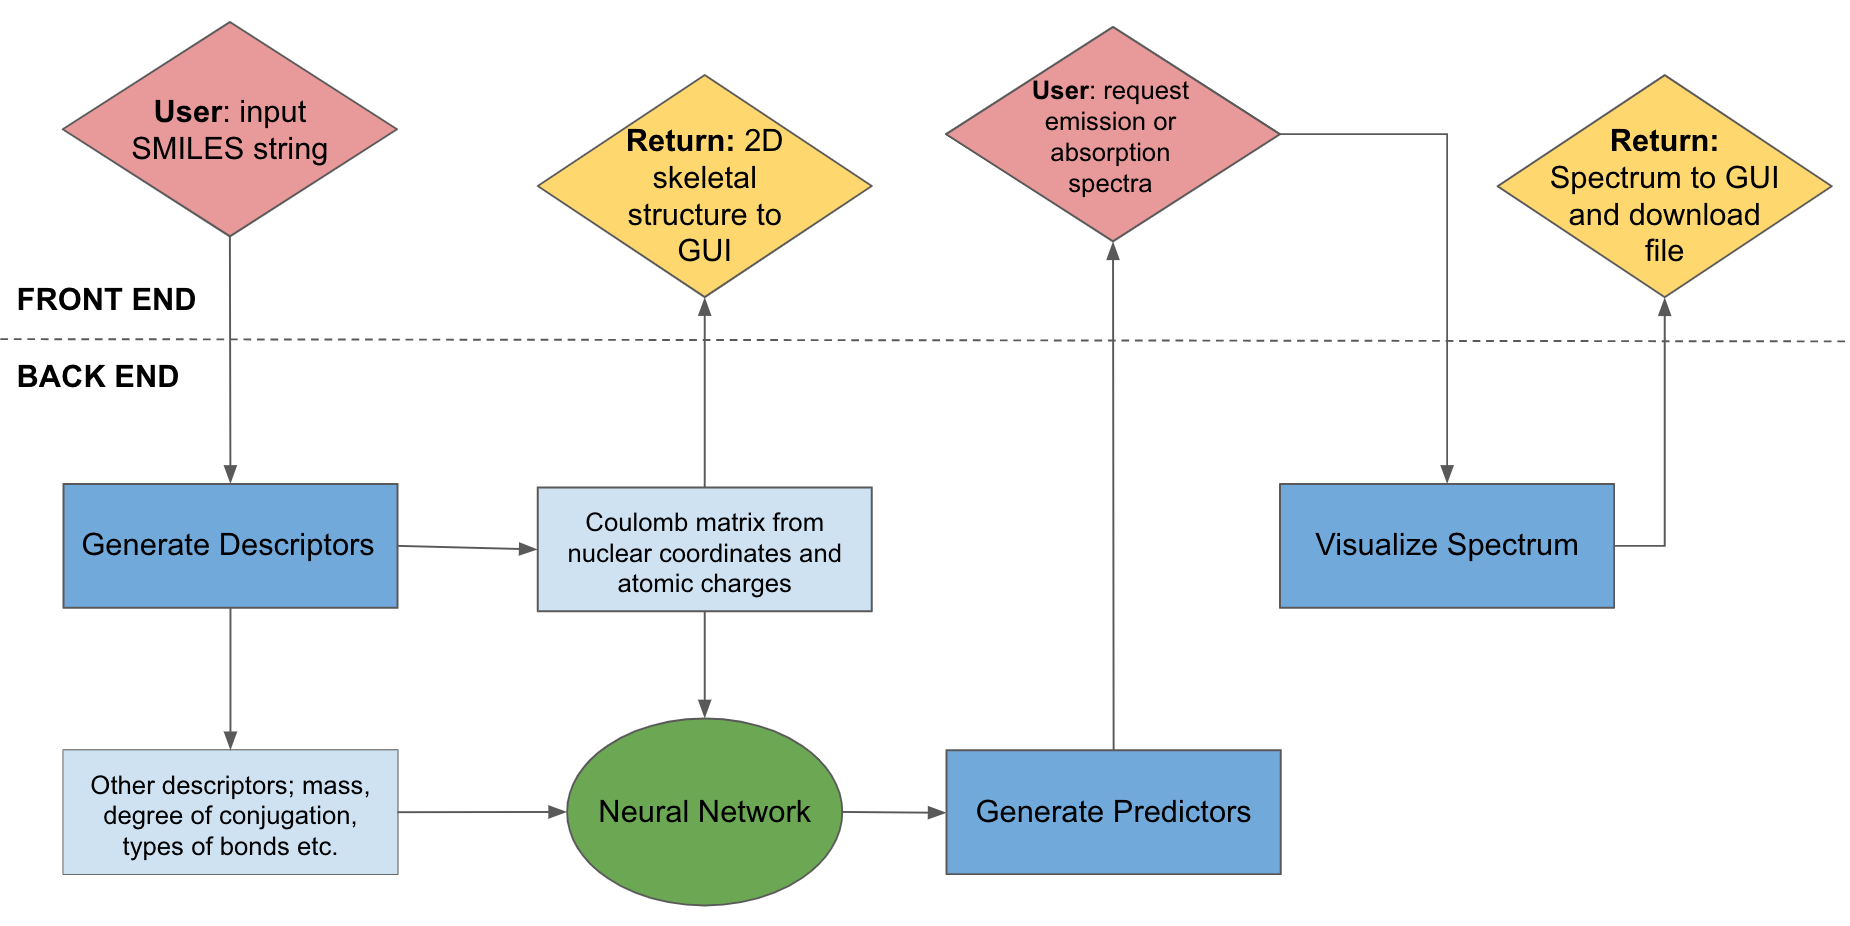 User: input
SMILES string
Return: 2D
skeletal
structure to
GUI
User: request
emission or
absorption
spectra
Return:
Spectrum to GUI
and download
file
FRONT END
BACK END
Generate Descriptors
Coulomb matrix from
nuclear coordinates and
atomic charges
Visualize Spectrum
Other descriptors; mass,
degree of conjugation,
types of bonds etc.
Neural Network
Generate Predictors